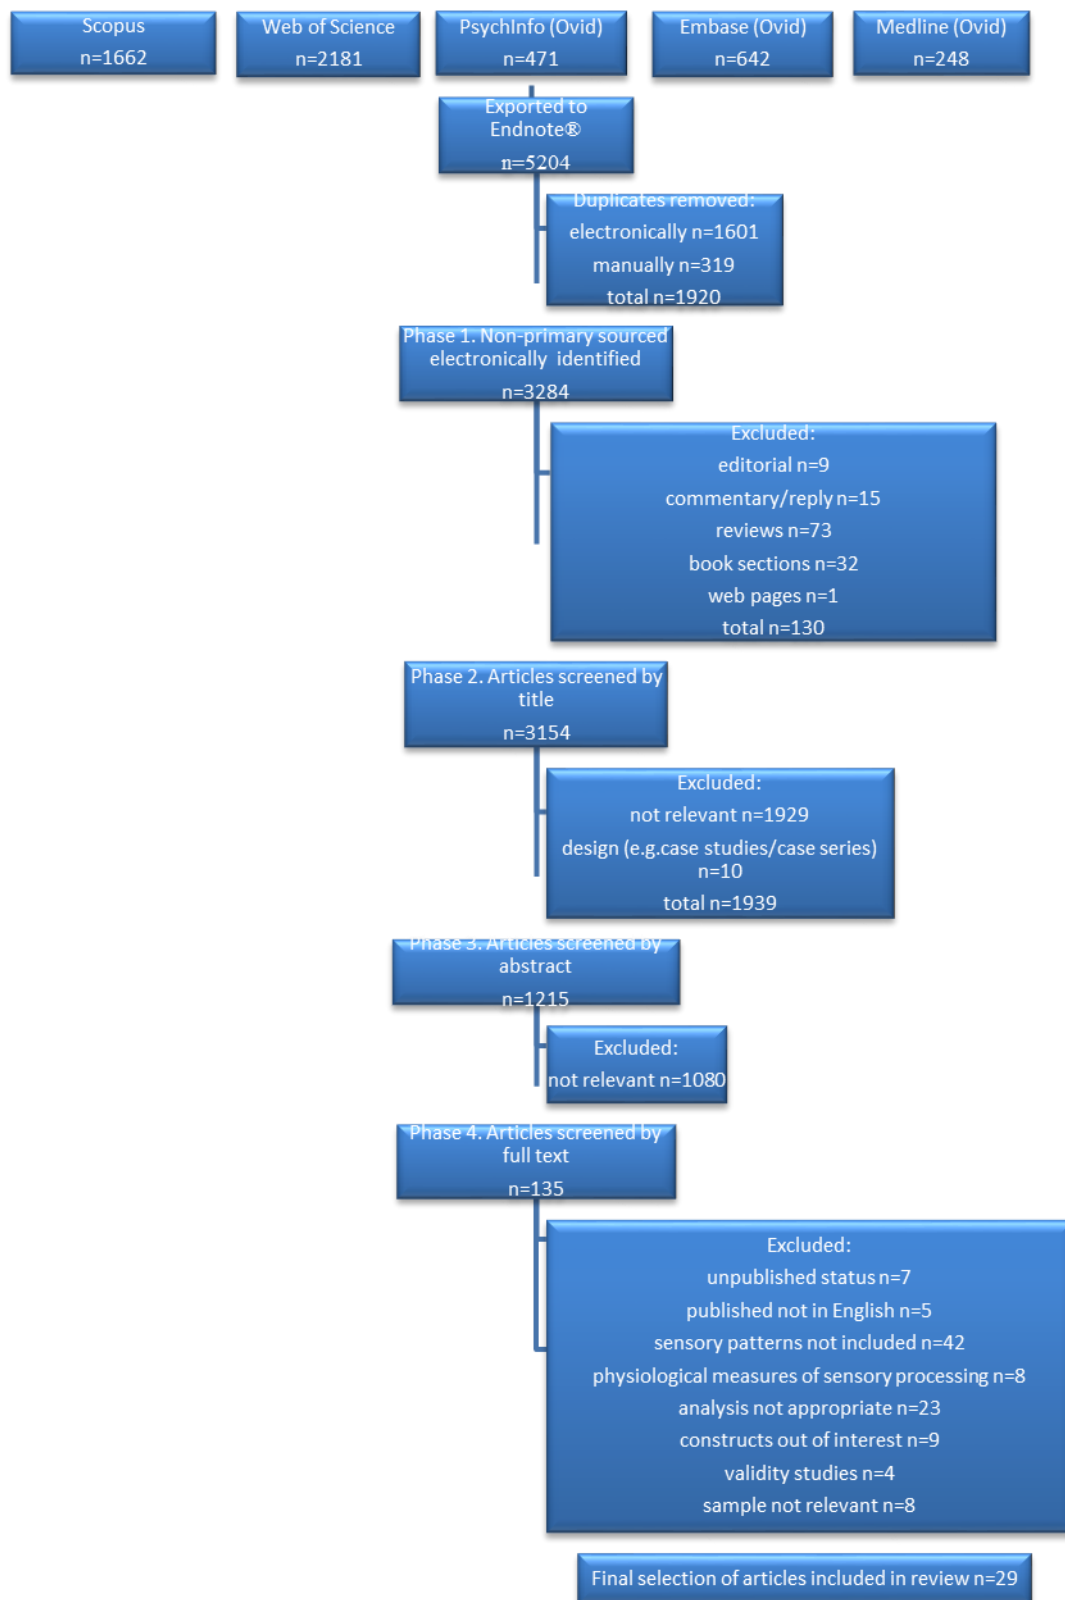 Scopus
n=1662
Web of Science
n=2181
PsychInfo (Ovid)
n=471
Embase (Ovid)
n=642
Medline (Ovid)
n=248
Exported to
Endnote®
n=5204
Duplicates removed:
electronically n=1601
manually n=319
total n=1920
Phase 1. Non-primary sourced
electronically identified
n=3284
Excluded:
editorial n=9
commentary/reply n=15
reviews n=73
book sections n=32
web pages n=1
total n=130
Phase 2. Articles screened by
title
n=3154
Excluded:
not relevant n=1929
design (e.g.case studies/case series)
n=10
total n=1939
Phase 3. Articles screened by
abstract
n=1215
Excluded:
not relevant n=1080
Phase 4. Articles screened by
full text
n=135
Excluded:
unpublished status n=7
published not in English n=5
sensory patterns not included n=42
physiological measures of sensory processing n=8
analysis not appropriate n=23
constructs out of interest n=9
validity studies n=4
sample not relevant n=8
Final selection of articles included in review n=29